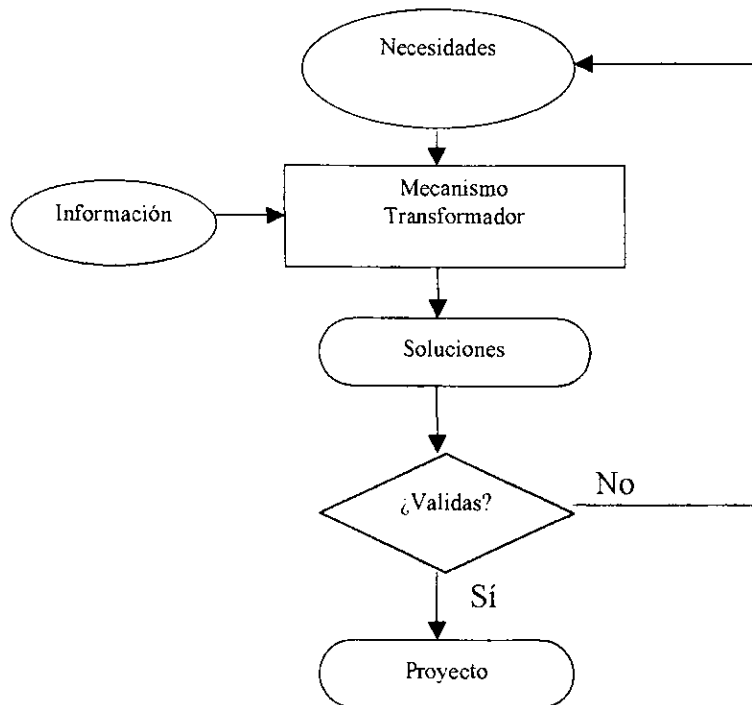 Necesidades
Mecanismo
Transformador
Información
Soluciones
¿Validas?
No
Sí
Proyecto